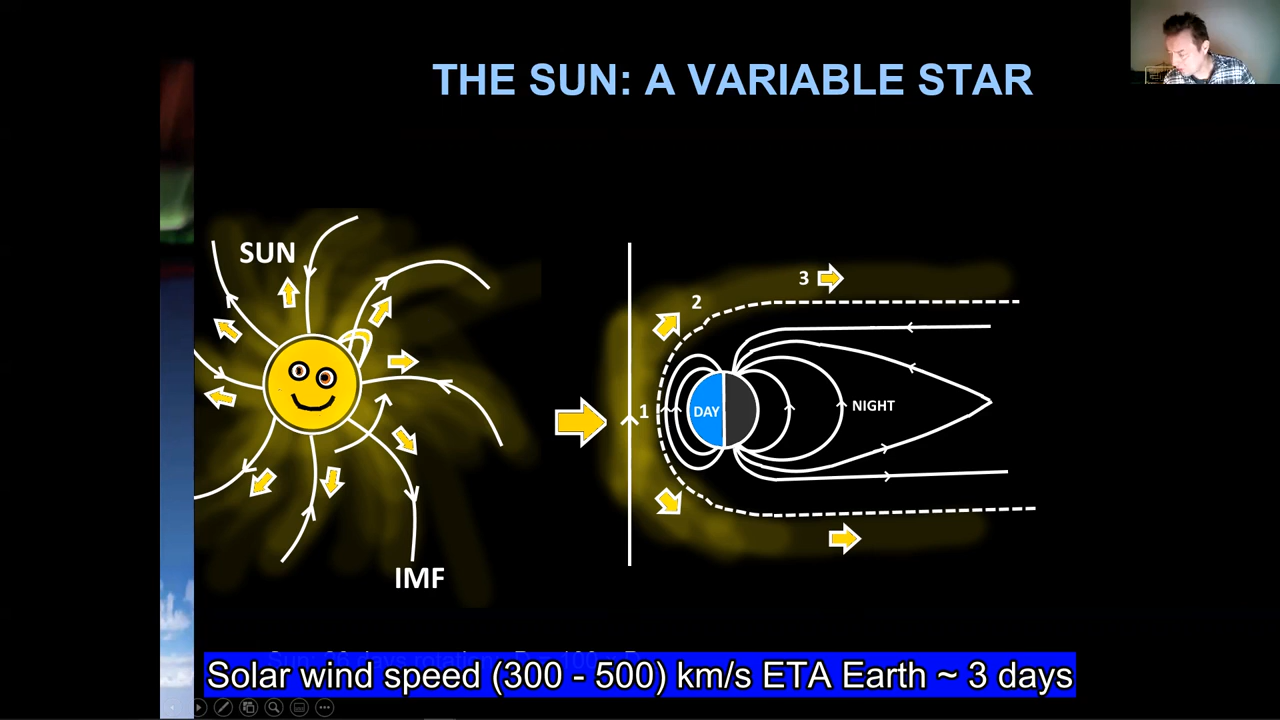 THE SUN: A VARIABLE STAR
SUN
3
2
1
DAY
NIGHT
IMF
Solar wind speed (300 - 500) km/s ETA Earth ~ 3 days